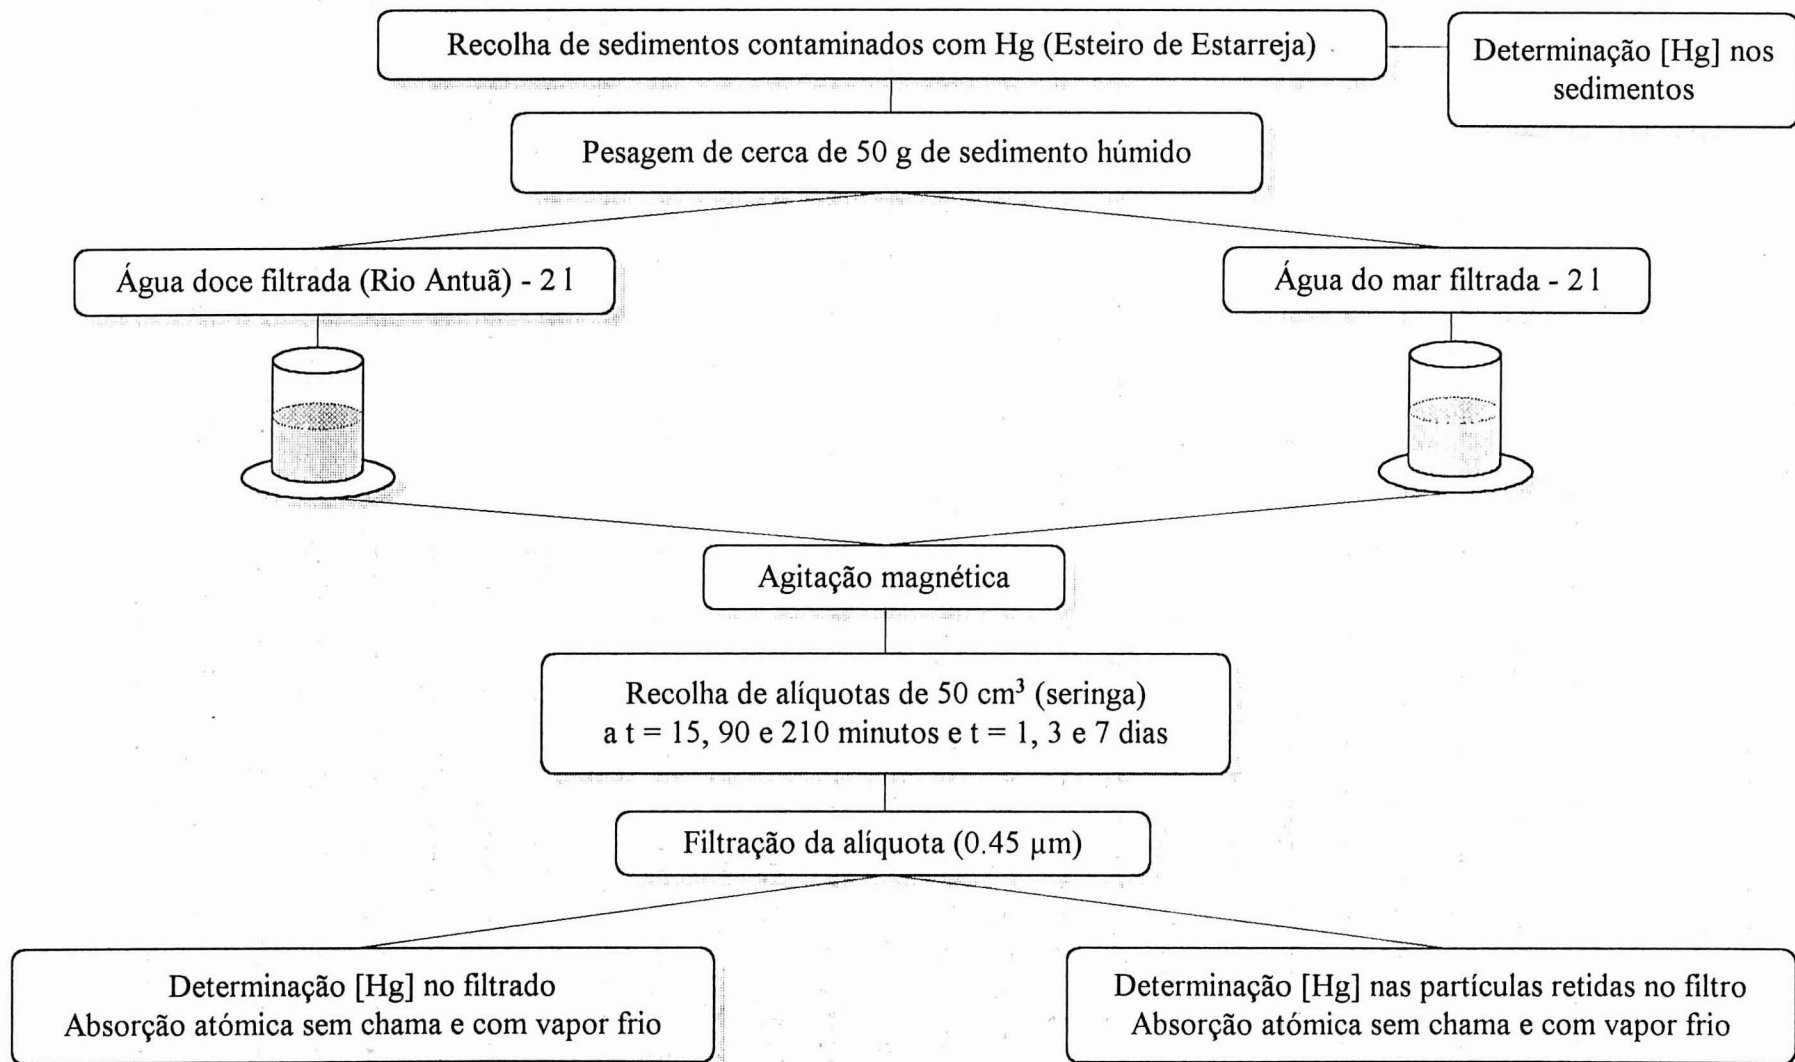 Recolha de sedimentos contaminados com Hg (Esteiro de Estarreja)
Determinação [Hg] nos
sedimentos
Pesagem de cerca de 50 g de sedimento húmido
Água doce filtrada (Rio Antuã) - 2 l
Água do mar filtrada - 2 l
Agitação magnética
Recolha de alíquotas de 50 cm³ (seringa)
a t = 15, 90 e 210 minutos e t = 1, 3 e 7 dias
Filtração da alíquota (0.45 µm)
Determinação [Hg] no filtrado
Absorção atómica sem chama e com vapor frio
Determinação [Hg] nas partículas retidas no filtro
Absorção atómica sem chama e com vapor frio